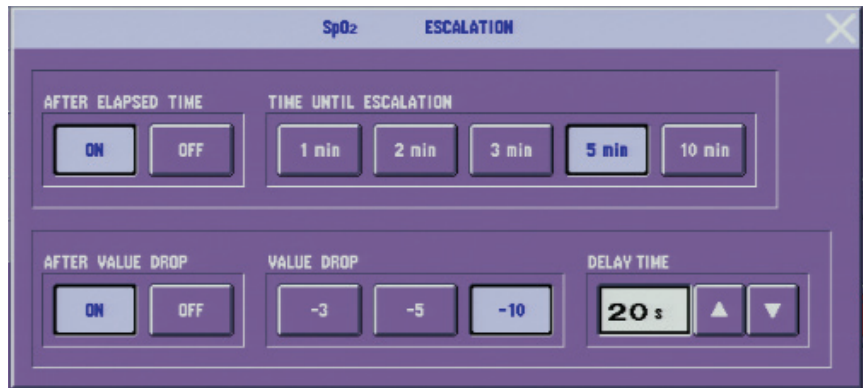 SpO₂ ESCALATION
AFTER ELAPSED TIME TIME UNTIL ESCALATION
ON OFF 1 min 2 min 3 min 5 min 10 min
AFTER VALUE DROP VALUE DROP DELAY TIME
ON OFF -3 -5 -10 20 s ▲ ▼